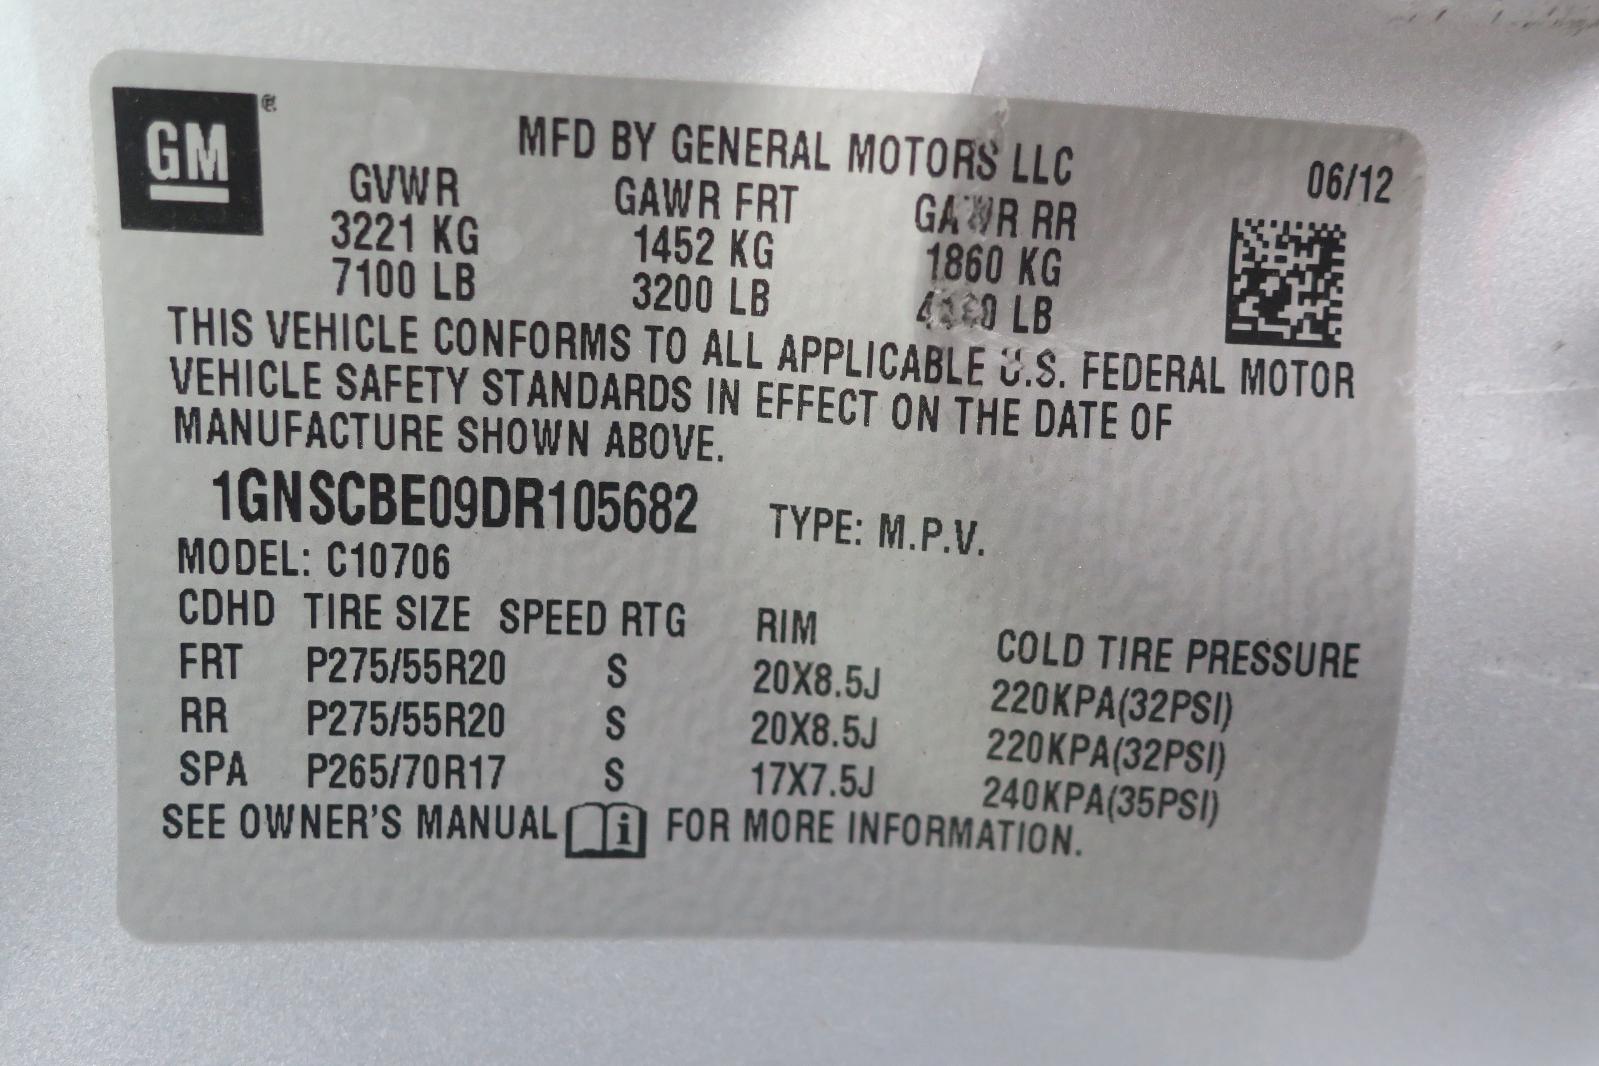 GM ®
MFD BY GENERAL MOTORS LLC
06/12
GVWR GAWR FRT GAWR RR
3221 KG 1452 KG 1860 KG
7100 LB 3200 LB LB
THIS VEHICLE CONFORMS TO ALL APPLICABLE U.S. FEDERAL MOTOR
VEHICLE SAFETY STANDARDS IN EFFECT ON THE DATE OF
MANUFACTURE SHOWN ABOVE.
1GNSCBE09DR105682 TYPE: M.P.V.
MODEL: C10706
CDHD TIRE SIZE SPEED RTG RIM COLD TIRE PRESSURE
FRT P275/55R20 S 20X8.5J 220KPA(32PSI)
RR P275/55R20 S 20X8.5J 220KPA(32PSI)
SPA P265/70R17 S 17X7.5J 240KPA(35PSI)
SEE OWNER'S MANUAL i FOR MORE INFORMATION.